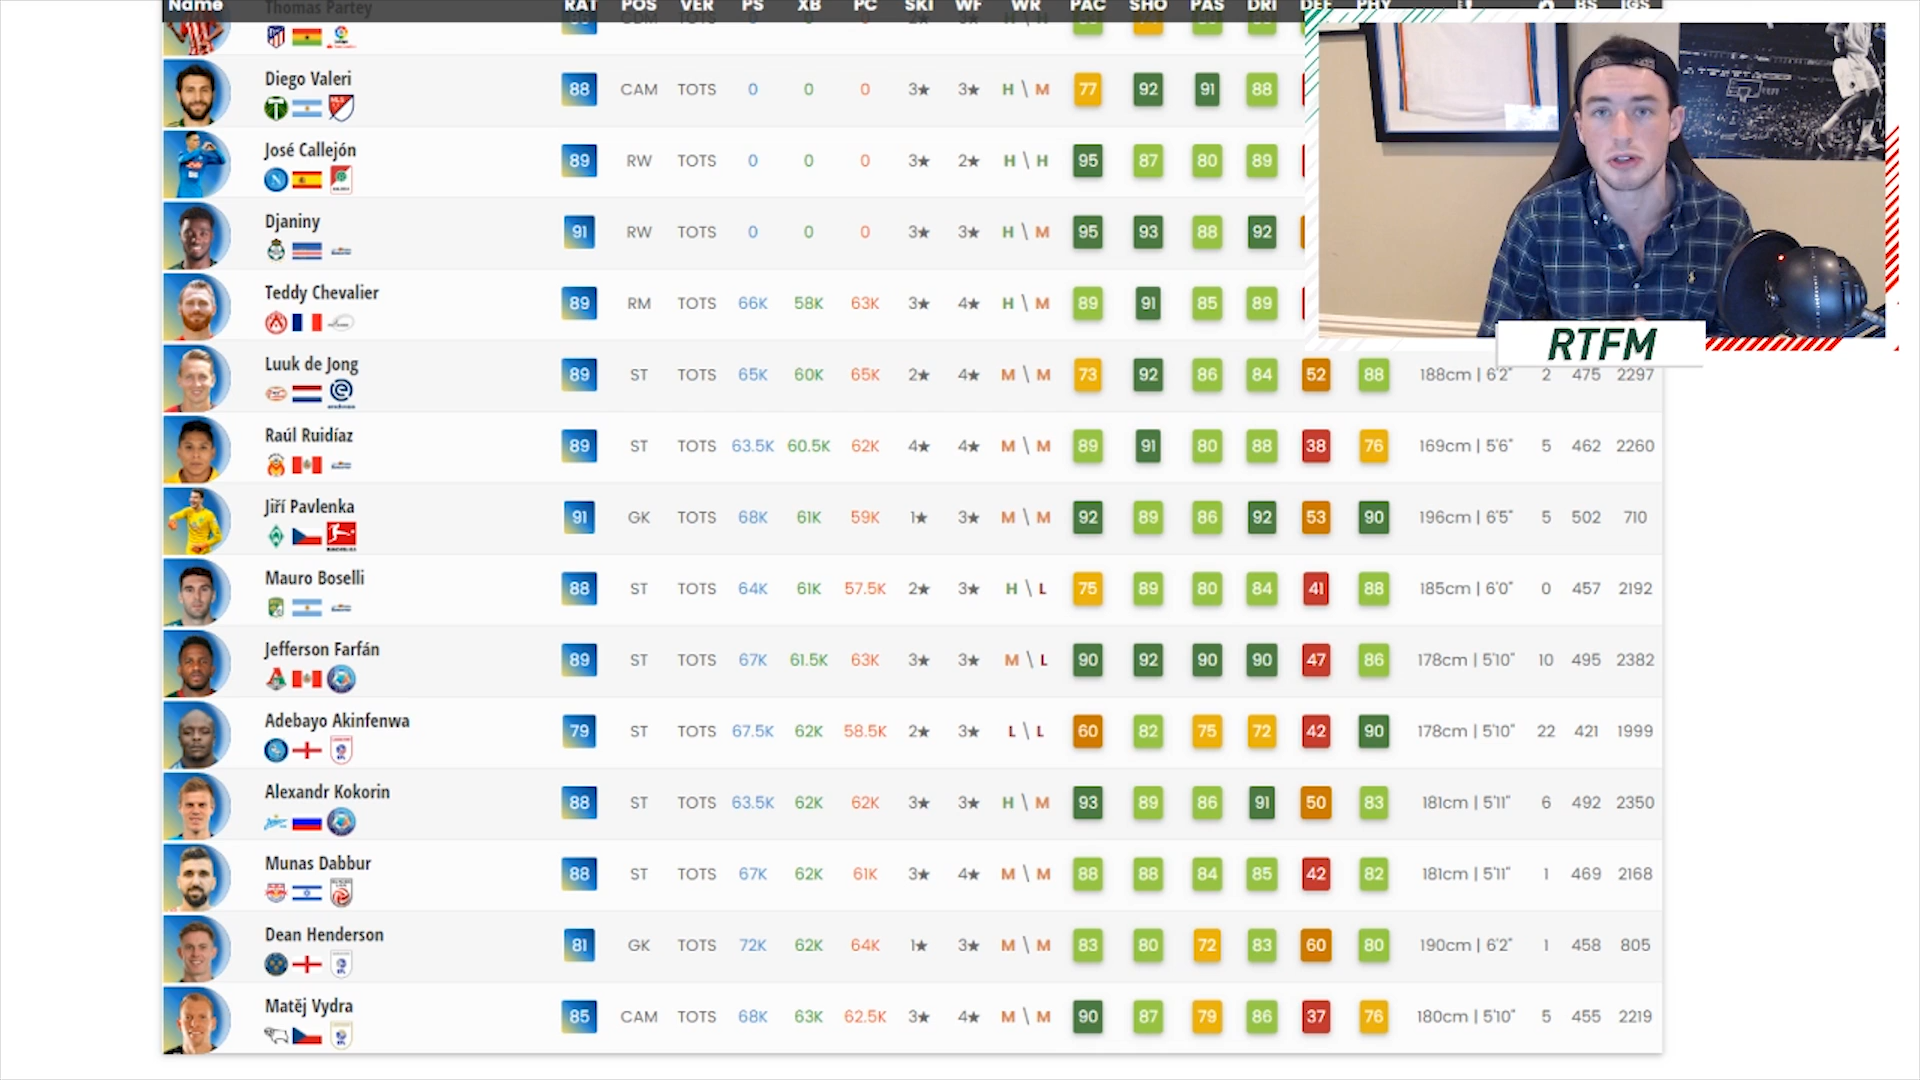 Name RAT POS VER PS XB PC SKI WF WR PAC SHO PAS DRI DEF PHY BS IGS
Thomas Partey
Diego Valeri 88 CAM TOTS 0 0 0 3★ 3★ H \ M 77 92 91 88
José Callejón 89 RW TOTS 0 0 0 3★ 2★ H \ H 95 87 80 89
Djaniny 91 RW TOTS 0 0 0 3★ 3★ H \ M 95 93 88 92
Teddy Chevalier 89 RM TOTS 66K 58K 63K 3★ 4★ H \ M 89 91 85 89
RTFM
Luuk de Jong 89 ST TOTS 65K 60K 65K 2★ 4★ M \ M 73 92 86 84 52 88 188cm | 6'2" 2 475 2297
Raúl Ruidíaz 89 ST TOTS 63.5K 60.5K 62K 4★ 4★ M \ M 89 91 80 88 38 76 169cm | 5'6" 5 462 2260
Jiří Pavlenka 91 GK TOTS 68K 61K 59K 1★ 3★ M \ M 92 89 86 92 53 90 196cm | 6'5" 5 502 710
Mauro Boselli 88 ST TOTS 64K 61K 57.5K 2★ 3★ H \ L 75 89 80 84 41 88 185cm | 6'0" 0 457 2192
Jefferson Farfán 89 ST TOTS 67K 61.5K 63K 3★ 3★ M \ L 90 92 90 90 47 86 178cm | 5'10" 10 495 2382
Adebayo Akinfenwa 79 ST TOTS 67.5K 62K 58.5K 2★ 3★ L \ L 60 82 75 72 42 90 178cm | 5'10" 22 421 1999
Alexandr Kokorin 88 ST TOTS 63.5K 62K 62K 3★ 3★ H \ M 93 89 86 91 50 83 181cm | 5'11" 6 492 2350
Munas Dabbur 88 ST TOTS 67K 62K 61K 3★ 4★ M \ M 88 88 84 85 42 82 181cm | 5'11" 1 469 2168
Dean Henderson 81 GK TOTS 72K 62K 64K 1★ 3★ M \ M 83 80 72 83 60 80 190cm | 6'2" 1 458 805
Matěj Vydra 85 CAM TOTS 68K 63K 62.5K 3★ 4★ M \ M 90 87 79 86 37 76 180cm | 5'10" 5 455 2219